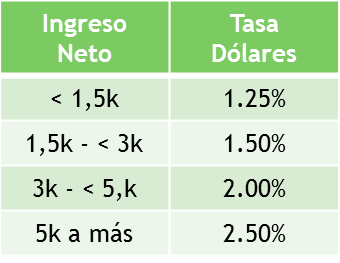 Ingreso Neto
Tasa Dólares
< 1,5k 1.25%
1,5k - < 3k 1.50%
3k - < 5,k 2.00%
5k a más 2.50%